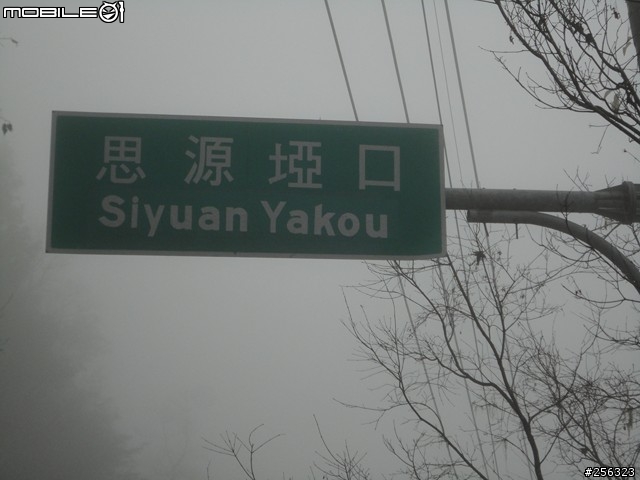 mobile01
思源埡口
Siyuan Yakou
#256323